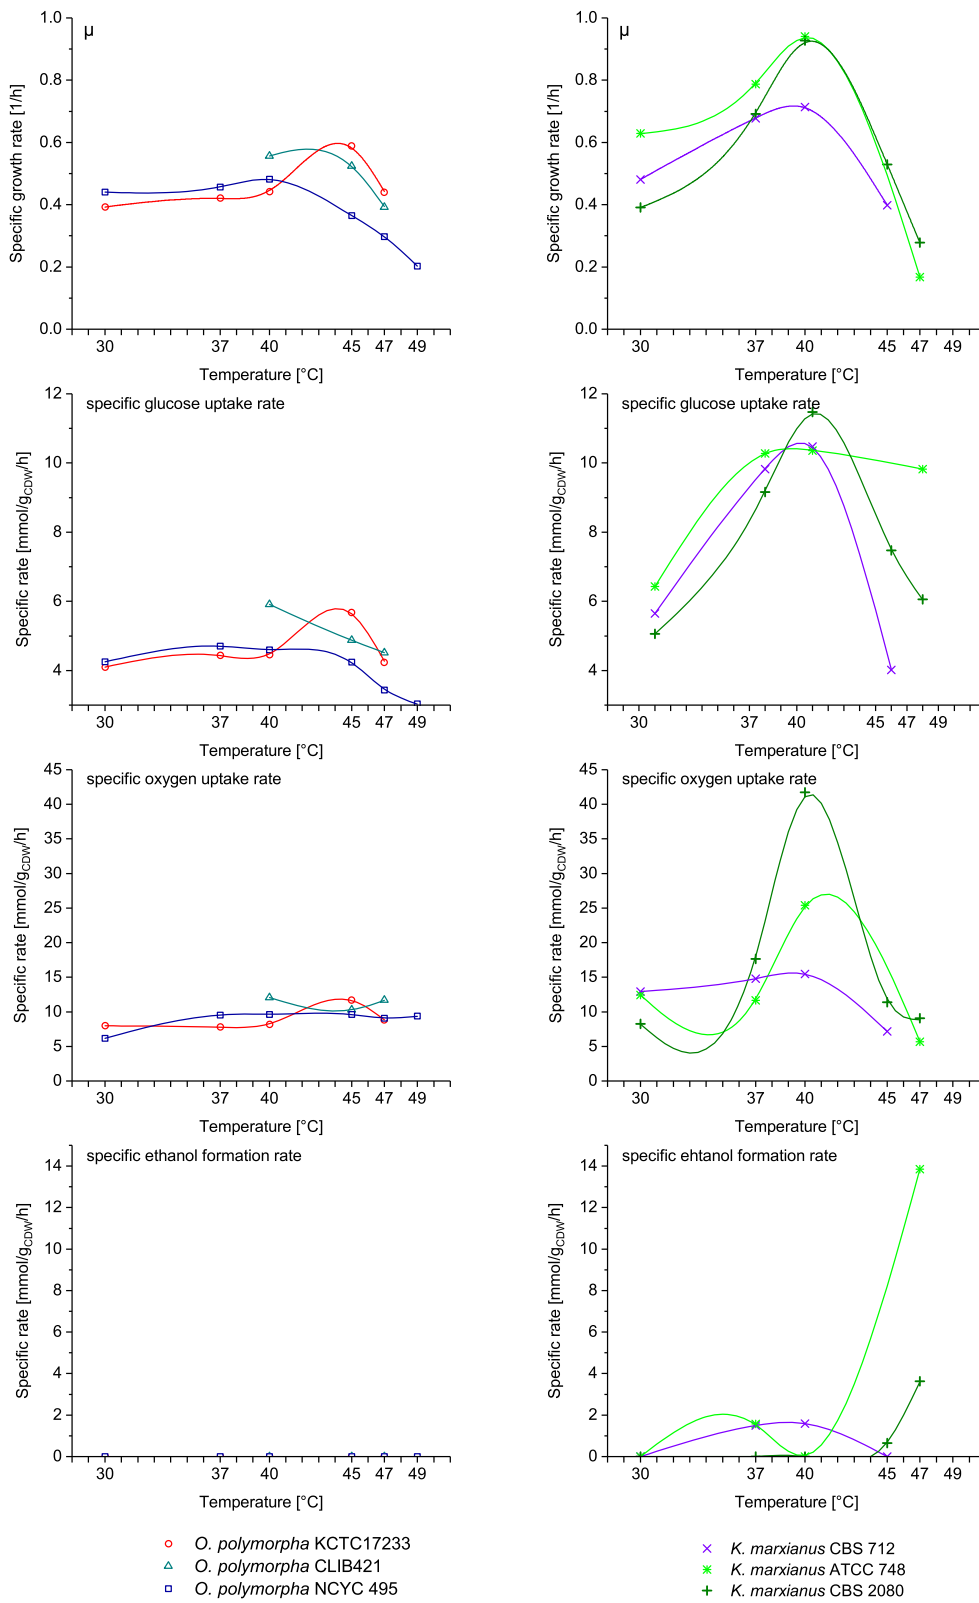 µ
Specific growth rate [1/h]
1.0
0.8
0.6
0.4
0.2
0.0
30 37 40 45 47 49
Temperature [°C]
µ
Specific growth rate [1/h]
1.0
0.8
0.6
0.4
0.2
0.0
30 37 40 45 47 49
Temperature [°C]
specific glucose uptake rate
Specific rate [mmol/gCDW/h]
12
10
8
6
4
30 37 40 45 47 49
Temperature [°C]
specific glucose uptake rate
Specific rate [mmol/gCDW/h]
12
10
8
6
4
30 37 40 45 47 49
Temperature [°C]
specific oxygen uptake rate
Specific rate [mmol/gCDW/h]
45
40
35
30
25
20
15
10
5
0
30 37 40 45 47 49
Temperature [°C]
specific oxygen uptake rate
Specific rate [mmol/gCDW/h]
45
40
35
30
25
20
15
10
5
0
30 37 40 45 47 49
Temperature [°C]
specific ethanol formation rate
Specific rate [mmol/gCDW/h]
14
12
10
8
6
4
2
0
30 37 40 45 47 49
Temperature [°C]
specific ehtanol formation rate
Specific rate [mmol/gCDW/h]
14
12
10
8
6
4
2
0
30 37 40 45 47 49
Temperature [°C]
O. polymorpha KCTC17233
O. polymorpha CLIB421
O. polymorpha NCYC 495
K. marxianus CBS 712
K. marxianus ATCC 748
K. marxianus CBS 2080